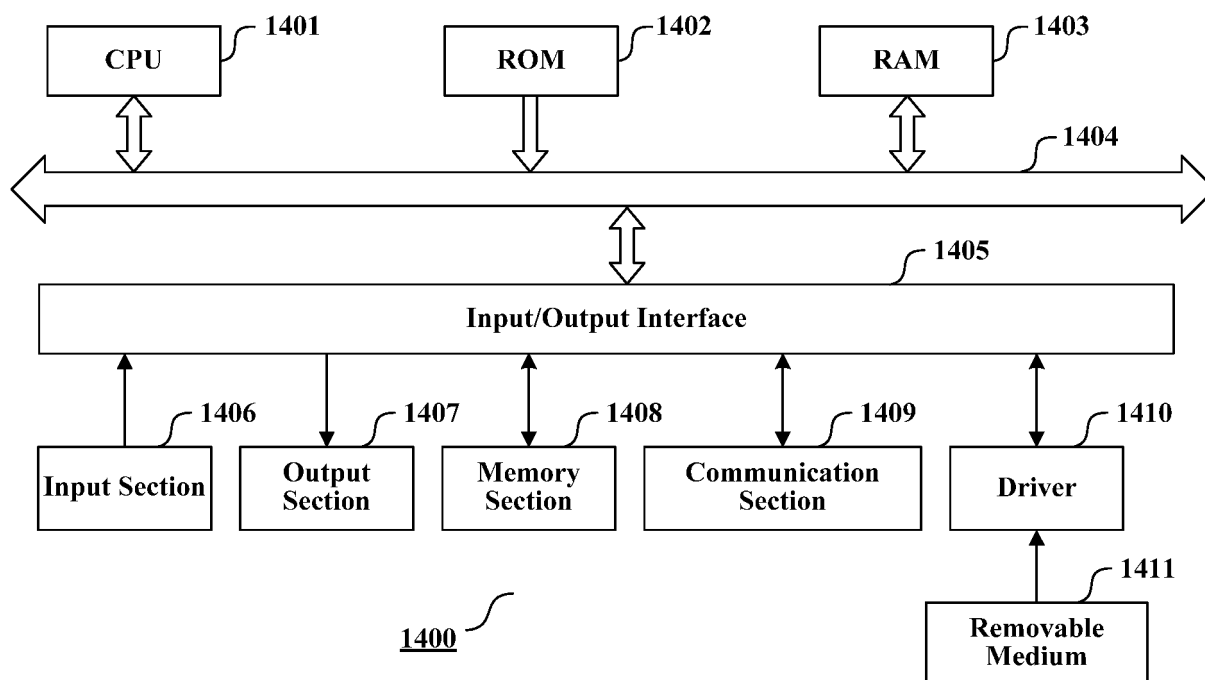 1401
1402
1403
CPU
ROM
RAM
1404
1405
Input/Output Interface
1406
1407
1408
1409
1410
Input Section
Output
Section
Memory
Section
Communication
Section
Driver
1411
1400
Removable
Medium